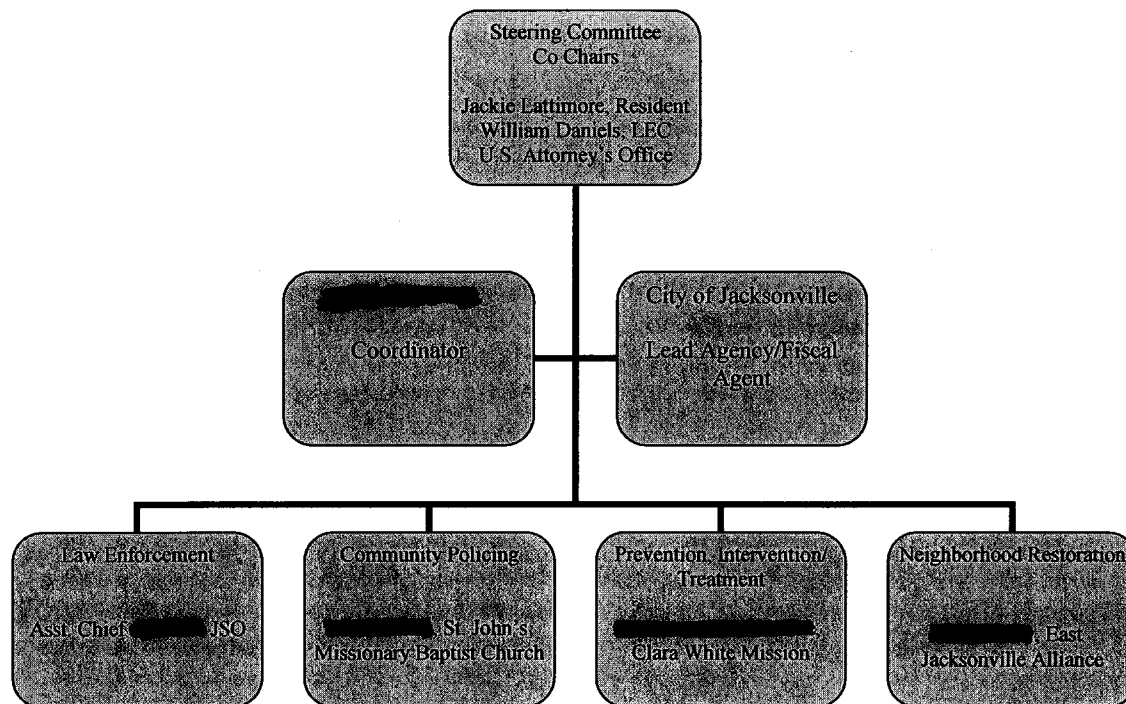 Steering Committee
Co Chairs
Jackie Lattimore, Resident
William Daniels, LEC
U.S. Attorney's Office
Coordinator
City of Jacksonville
Lead Agency/Fiscal
Agent
Law Enforcement
Asst. Chief JSO
Community Policing
St. John's
Missionary Baptist Church
Prevention, Intervention/
Treatment
Clara White Mission
Neighborhood Restoration
East
Jacksonville Alliance